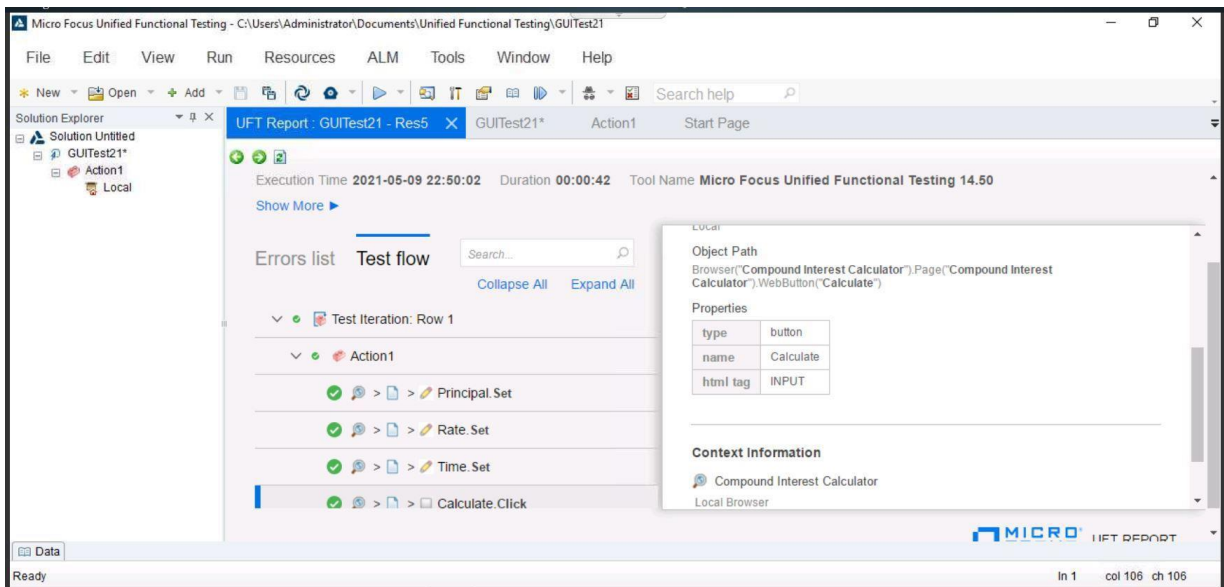 Micro Focus Unified Functional Testing - C:\Users\Administrator\Documents\Unified Functional Testing\GUITest21
File Edit View Run Resources ALM Tools Window Help
New Open Add Search help
Solution Explorer
UFT Report : GUITest21 - Res5 GUITest21* Action1 Start Page
Solution Untitled
GUITest21*
Action1
Local
Execution Time 2021-05-09 22:50:02 Duration 00:00:42 Tool Name Micro Focus Unified Functional Testing 14.50
Show More
Errors list Test flow Search...
Collapse All Expand All
Test Iteration: Row 1
Action1
> > Principal.Set
> > Rate.Set
> > Time.Set
> > Calculate.Click
Local
Object Path
Browser("Compound Interest Calculator").Page("Compound Interest
Calculator").WebButton("Calculate")
Properties
type button
name Calculate
html tag INPUT
Context Information
Compound Interest Calculator
Local Browser
MICRO UFT REPORT
Data
Ready ln 1 col 106 ch 106